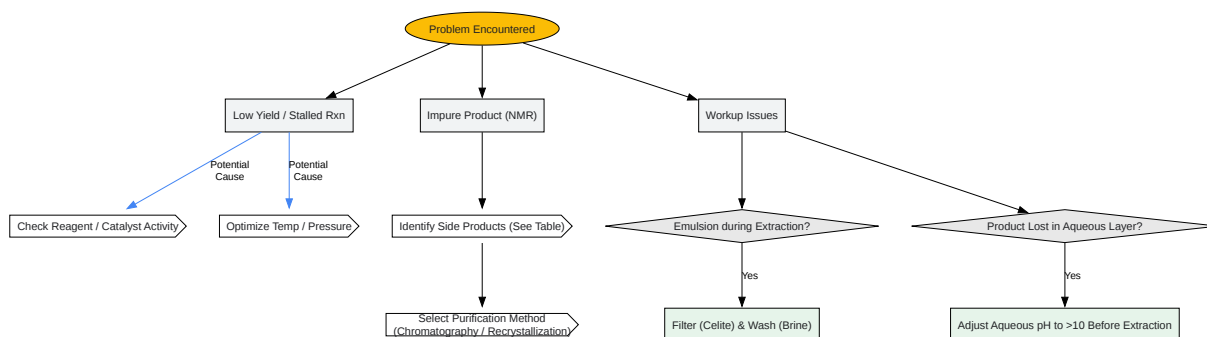 Problem Encountered
Low Yield / Stalled Rxn
Impure Product (NMR)
Workup Issues
Potential
Cause
Potential
Cause
Check Reagent / Catalyst Activity
Optimize Temp / Pressure
Identify Side Products (See Table)
Emulsion during Extraction?
Product Lost in Aqueous Layer?
Yes
Yes
Select Purification Method
(Chromatography / Recrystallization)
Filter (Celite) & Wash (Brine)
Adjust Aqueous pH to >10 Before Extraction